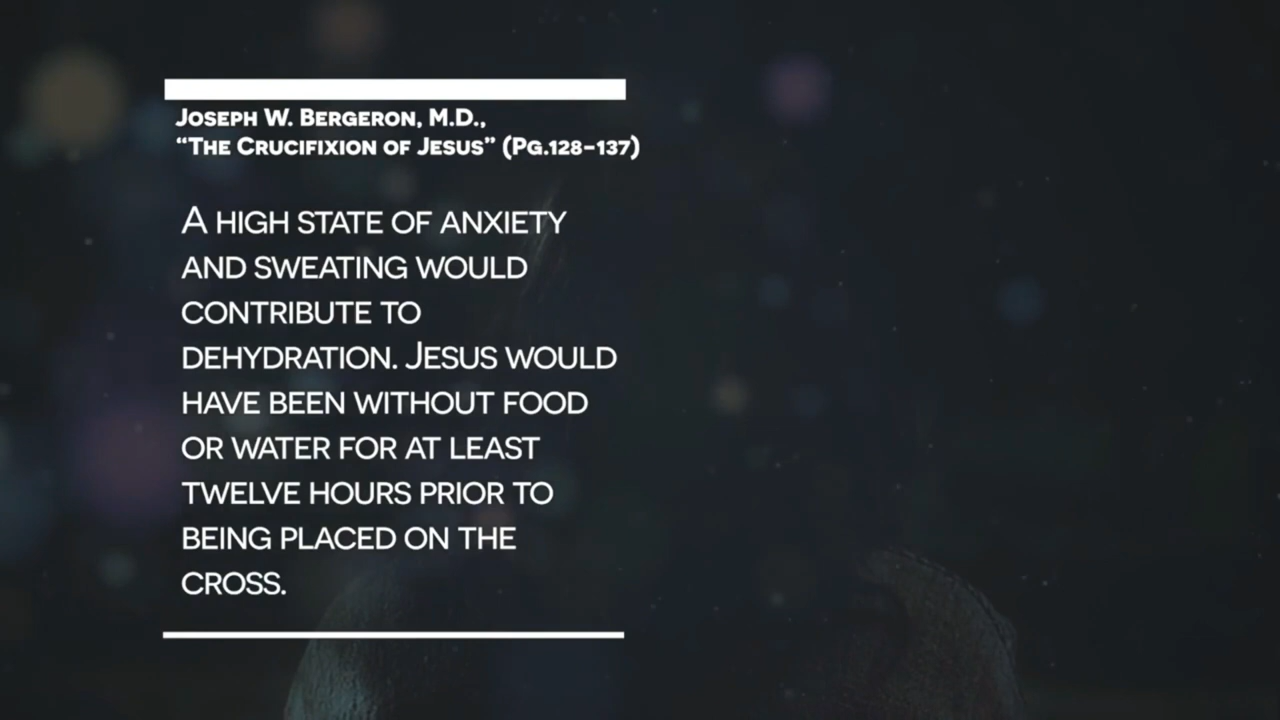 Joseph W. Bergeron, M.D.,
“The Crucifixion of Jesus” (Pg.128–137)
A high state of anxiety
and sweating would
contribute to
dehydration. Jesus would
have been without food
or water for at least
twelve hours prior to
being placed on the
cross.